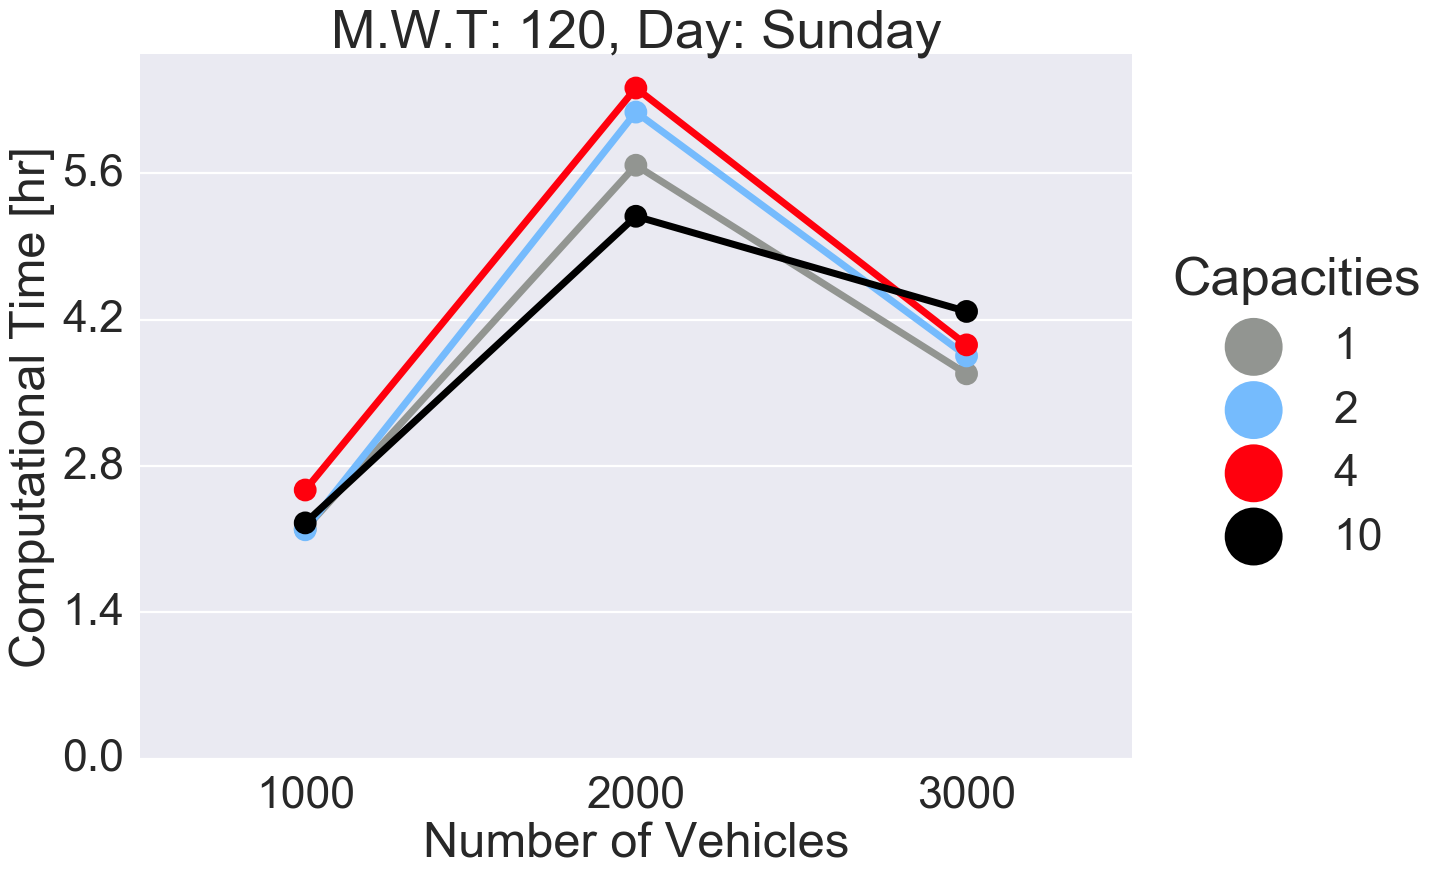 M.W.T: 120, Day: Sunday
Computational Time [hr]
5.6
4.2
2.8
1.4
0.0
1000 2000 3000
Number of Vehicles
Capacities
1
2
4
10